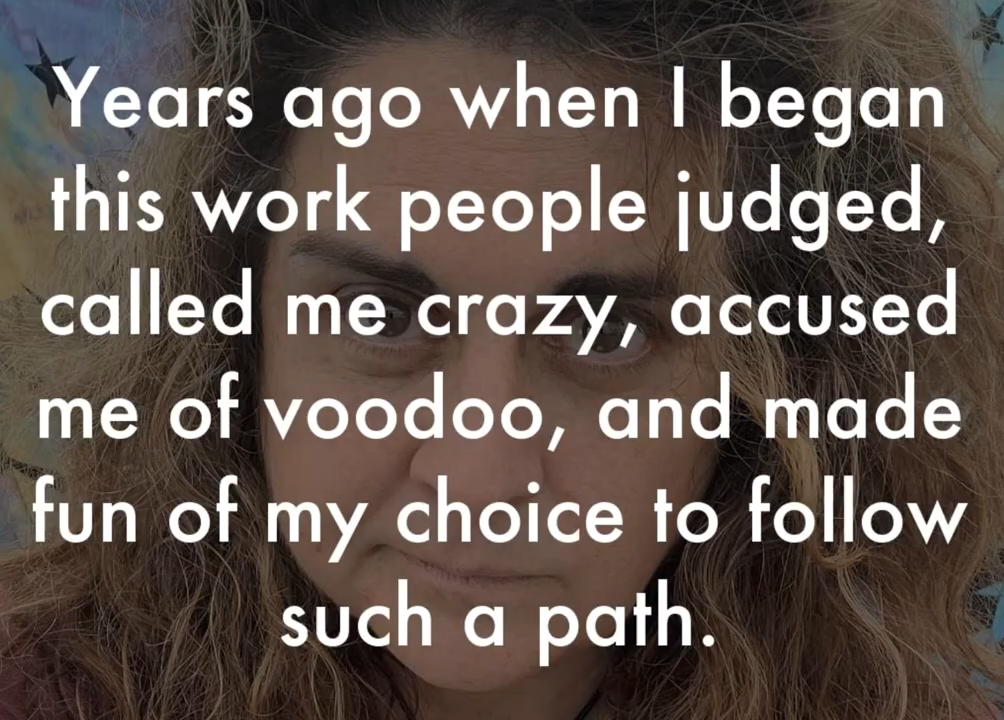 Years ago when I began
this work people judged,
called me crazy, accused
me of voodoo, and made
fun of my choice to follow
such a path.